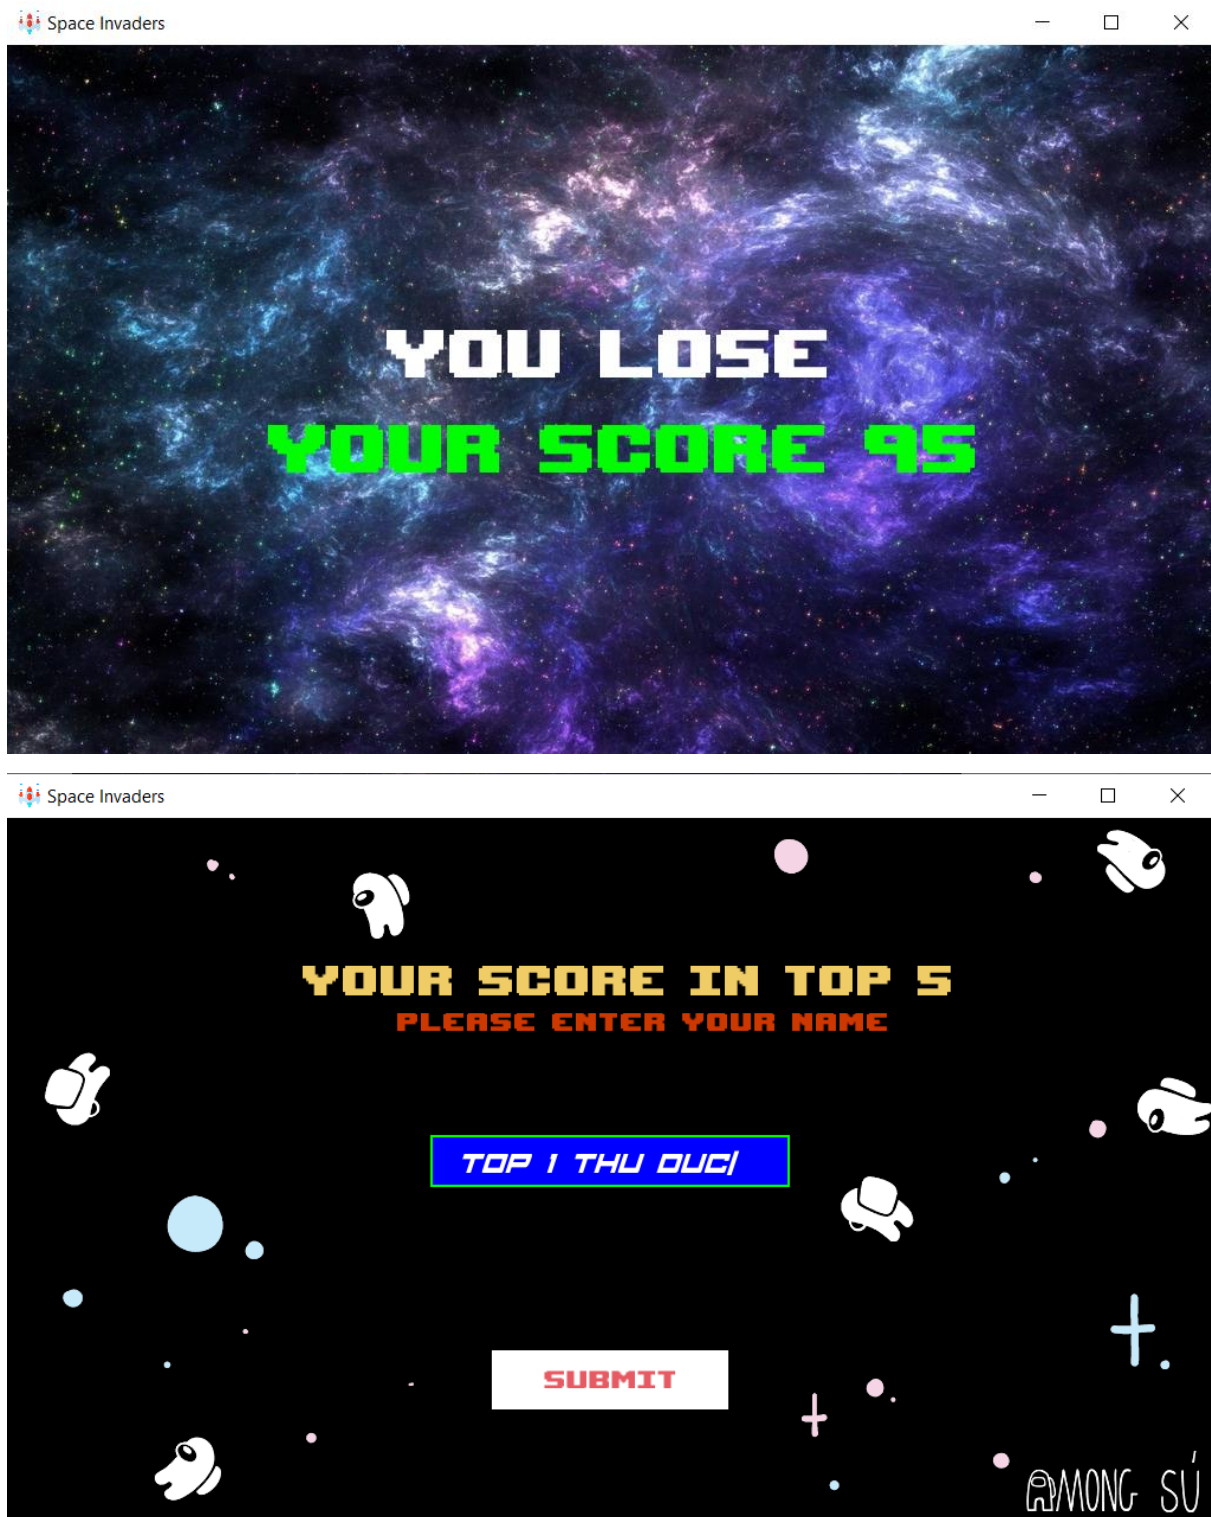 Space Invaders
YOU LOSE
YOUR SCORE 95
Space Invaders
YOUR SCORE IN TOP 5
PLEASE ENTER YOUR NAME
TOP 1 THU DUC|
SUBMIT
AMONG SÚ